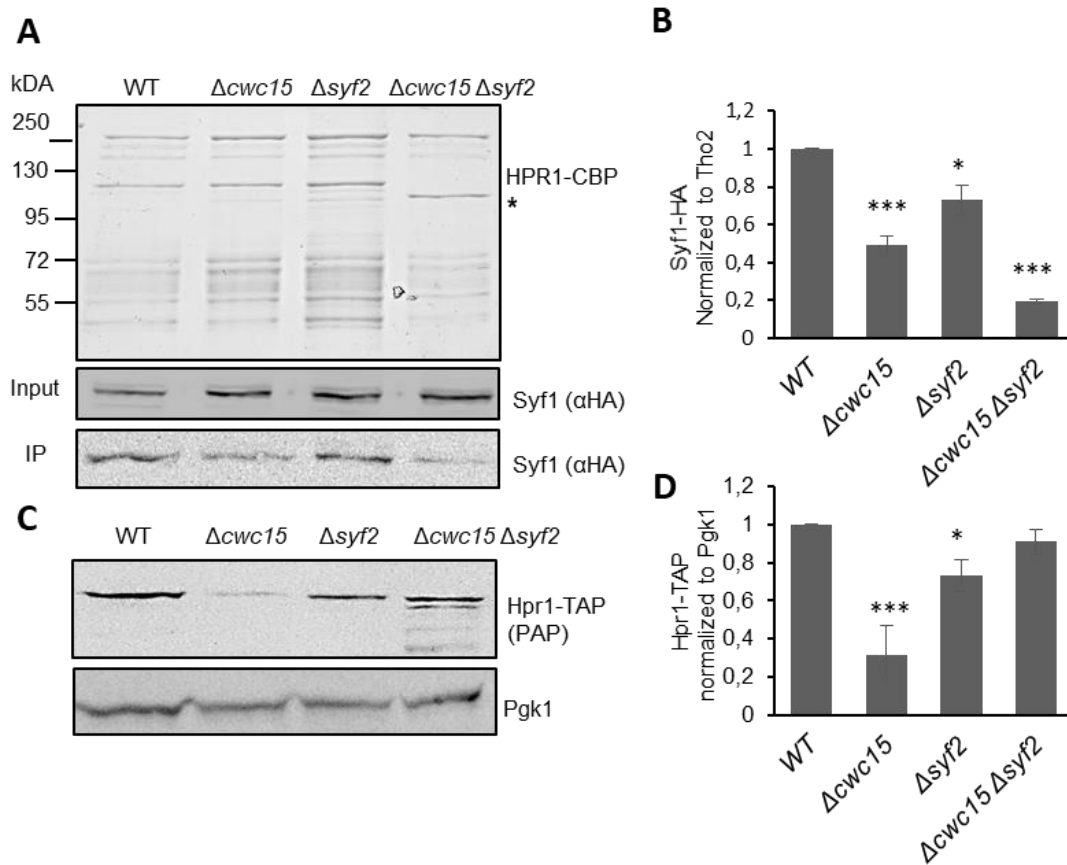 A
kDA
WT Δcwc15 Δsyf2 Δcwc15 Δsyf2
250
130
95
72
55
HPR1-CBP
*
Input
Syf1 (αHA)
IP
Syf1 (αHA)
B
Syf1-HA
Normalized to Tho2
1,2
1
0,8
0,6
0,4
0,2
0
***
*
***
WT
Δcwc15
Δsyf2
Δcwc15 Δsyf2
C
WT Δcwc15 Δsyf2 Δcwc15 Δsyf2
Hpr1-TAP
(PAP)
Pgk1
D
Hpr1-TAP
normalized to Pgk1
1,2
1
0,8
0,6
0,4
0,2
0
***
*
WT
Δcwc15
Δsyf2
Δcwc15 Δsyf2